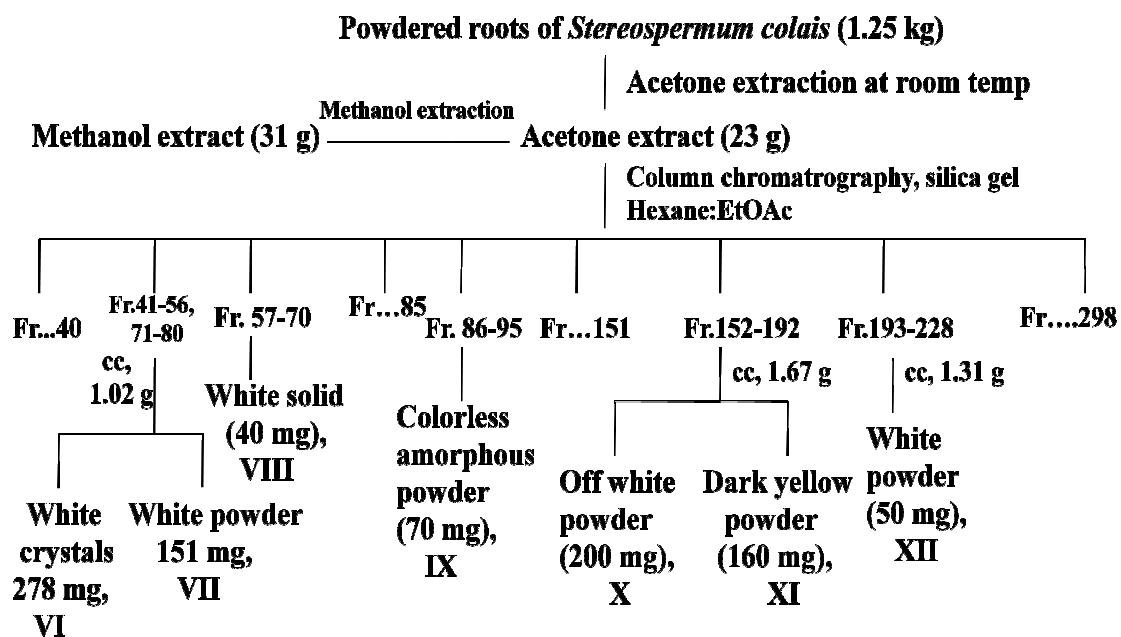 Powdered roots of Stereospermum colais (1.25 kg)
Acetone extraction at room temp
Methanol extraction
Methanol extract (31 g)
Acetone extract (23 g)
Column chromatrography, silica gel
Hexane:EtOAc
Fr...40
Fr.41-56,
71-80
Fr. 57-70
Fr…85
Fr. 86-95
Fr…151
Fr.152-192
Fr.193-228
Fr….298
cc,
1.02 g
cc, 1.67 g
cc, 1.31 g
White crystals
278 mg,
VI
White powder
151 mg,
VII
White solid
(40 mg),
VIII
Colorless
amorphous
powder
(70 mg),
IX
Off white
powder
(200 mg),
X
Dark yellow
powder
(160 mg),
XI
White
powder
(50 mg),
XII